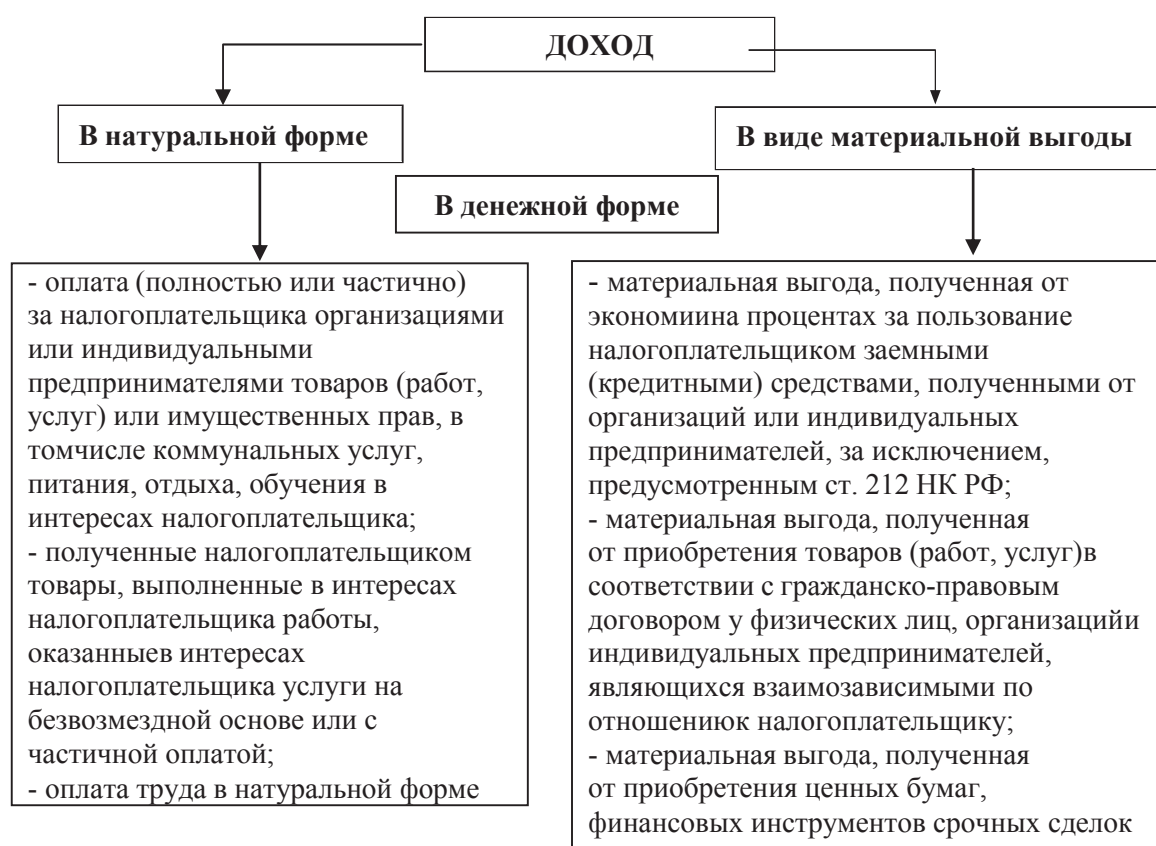 ДОХОД
В натуральной форме
В виде материальной выгоды
В денежной форме
- оплата (полностью или частично)
за налогоплательщика организациями
или индивидуальными
предпринимателями товаров (работ,
услуг) или имущественных прав, в
томчисле коммунальных услуг,
питания, отдыха, обучения в
интересах налогоплательщика;
- полученные налогоплательщиком
товары, выполненные в интересах
налогоплательщика работы,
оказанныев интересах
налогоплательщика услуги на
безвозмездной основе или с
частичной оплатой;
- оплата труда в натуральной форме
- материальная выгода, полученная от
экономиина процентах за пользование
налогоплательщиком заемными
(кредитными) средствами, полученными от
организаций или индивидуальных
предпринимателей, за исключением,
предусмотренным ст. 212 НК РФ;
- материальная выгода, полученная
от приобретения товаров (работ, услуг)в
соответствии с гражданско-правовым
договором у физических лиц, организацийи
индивидуальных предпринимателей,
являющихся взаимозависимыми по
отношениюк налогоплательщику;
- материальная выгода, полученная
от приобретения ценных бумаг,
финансовых инструментов срочных сделок